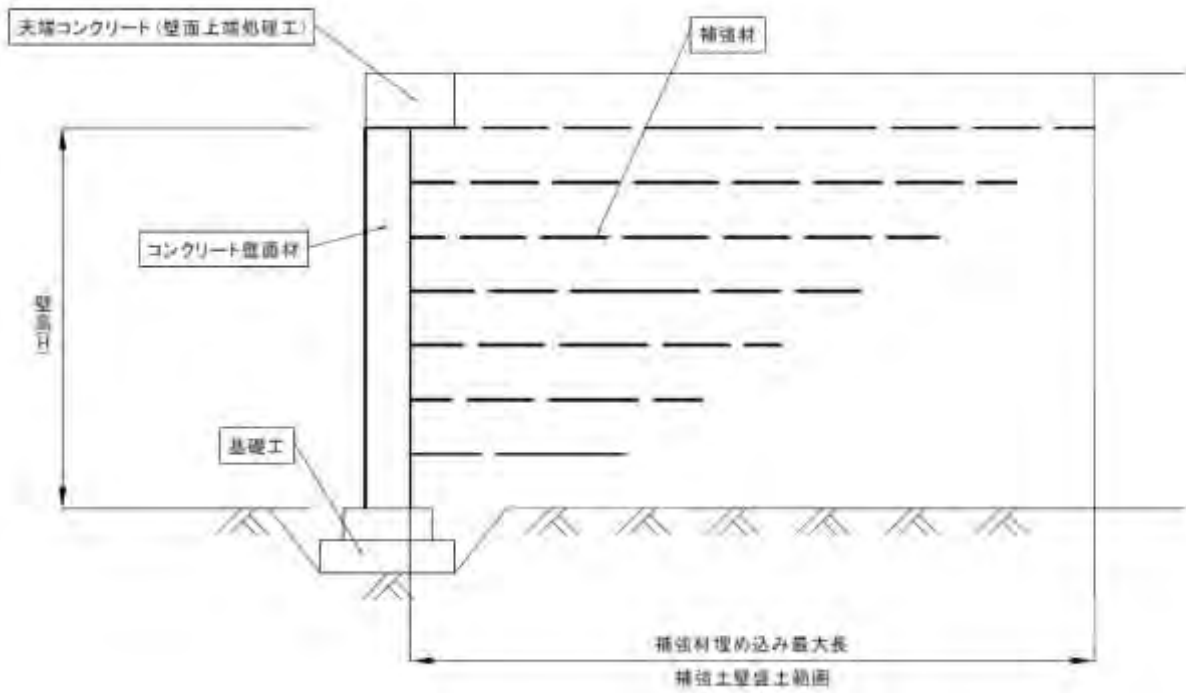 天端コンクリート(壁面上端処理工)
補強材
コンクリート壁面材
壁高(H)
基礎工
補強材埋め込み最大長
補強土壁盛土範囲